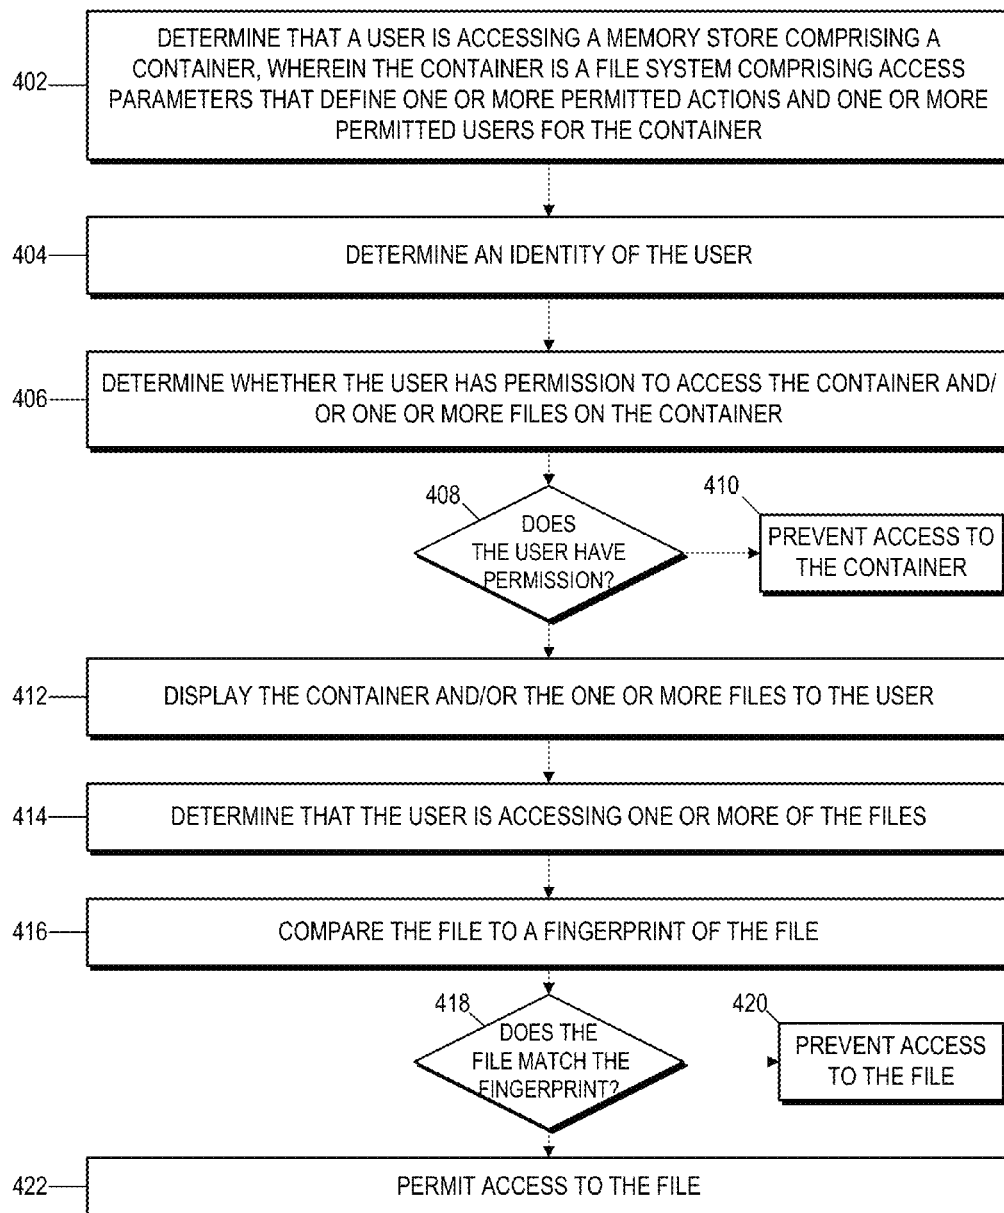 402
DETERMINE THAT A USER IS ACCESSING A MEMORY STORE COMPRISING A
CONTAINER, WHEREIN THE CONTAINER IS A FILE SYSTEM COMPRISING ACCESS
PARAMETERS THAT DEFINE ONE OR MORE PERMITTED ACTIONS AND ONE OR MORE
PERMITTED USERS FOR THE CONTAINER
404
DETERMINE AN IDENTITY OF THE USER
406
DETERMINE WHETHER THE USER HAS PERMISSION TO ACCESS THE CONTAINER AND/
OR ONE OR MORE FILES ON THE CONTAINER
408
DOES
THE USER HAVE
PERMISSION?
410
PREVENT ACCESS TO
THE CONTAINER
412
DISPLAY THE CONTAINER AND/OR THE ONE OR MORE FILES TO THE USER
414
DETERMINE THAT THE USER IS ACCESSING ONE OR MORE OF THE FILES
416
COMPARE THE FILE TO A FINGERPRINT OF THE FILE
418
DOES THE
FILE MATCH THE
FINGERPRINT?
420
PREVENT ACCESS
TO THE FILE
422
PERMIT ACCESS TO THE FILE